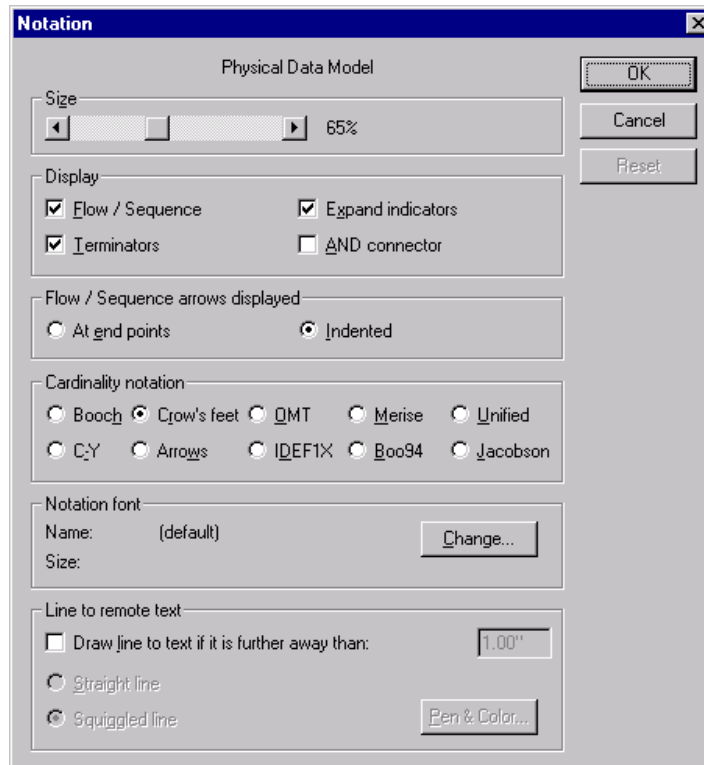 Notation
Physical Data Model
OK
Cancel
Reset
Size
65%
Display
Flow / Sequence
Expand indicators
Terminators
AND connector
Flow / Sequence arrows displayed
At end points
Indented
Cardinality notation
Booch
Crow's feet
OMT
Merise
Unified
C-Y
Arrows
IDEF1X
Boo94
Jacobson
Notation font
Name: (default)
Change...
Size:
Line to remote text
Draw line to text if it is further away than: 1.00"
Straight line
Squiggled line
Pen & Color...